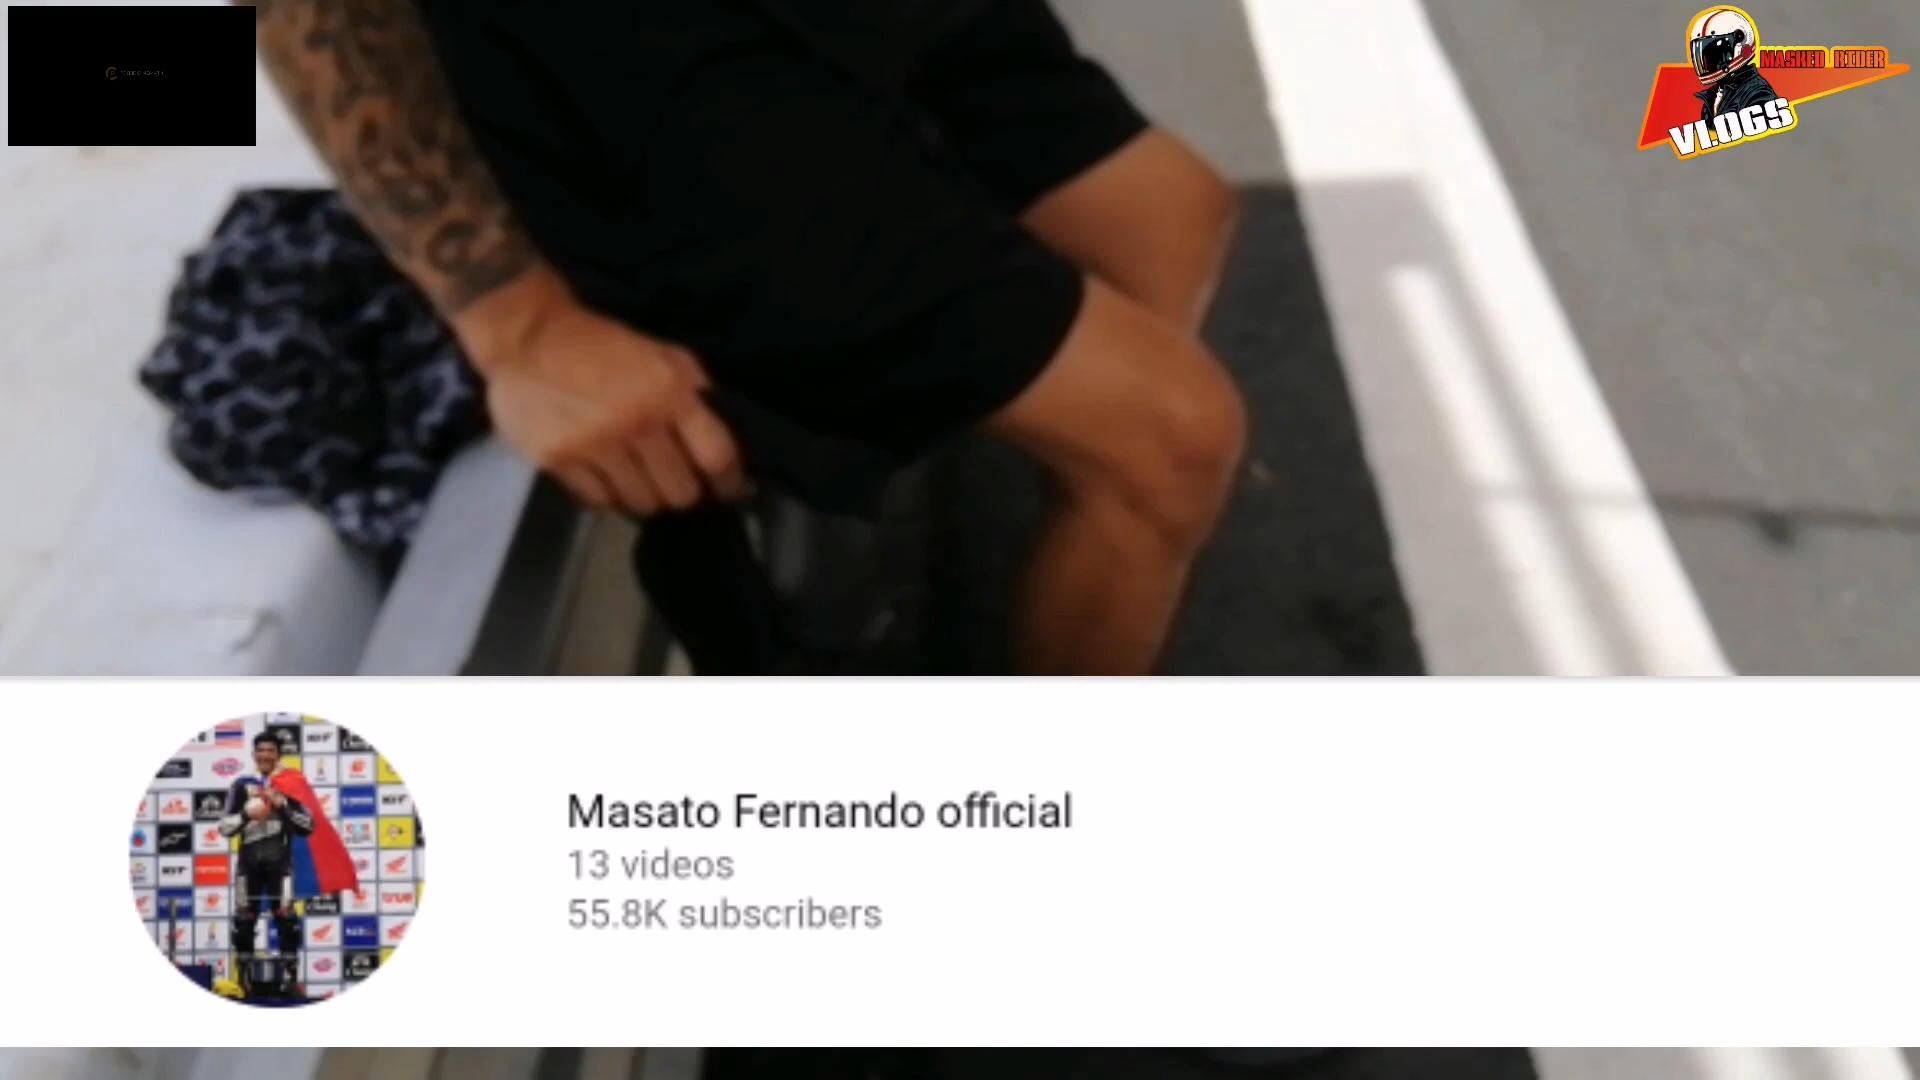 MASKED RIDER
VLOGS
Masato Fernando official
13 videos
55.8K subscribers